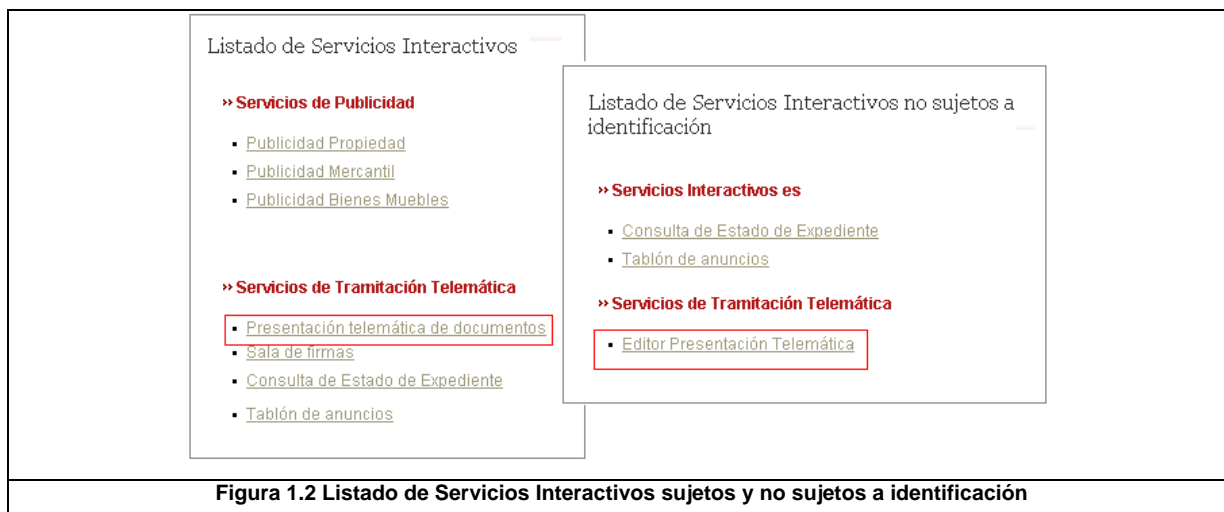 Listado de Servicios Interactivos
›› Servicios de Publicidad
▪ Publicidad Propiedad
▪ Publicidad Mercantil
▪ Publicidad Bienes Muebles
›› Servicios de Tramitación Telemática
▪ Presentación telemática de documentos
▪ Sala de firmas
▪ Consulta de Estado de Expediente
▪ Tablón de anuncios
Listado de Servicios Interactivos no sujetos a
identificación
›› Servicios Interactivos es
▪ Consulta de Estado de Expediente
▪ Tablón de anuncios
›› Servicios de Tramitación Telemática
▪ Editor Presentación Telemática
Figura 1.2 Listado de Servicios Interactivos sujetos y no sujetos a identificación